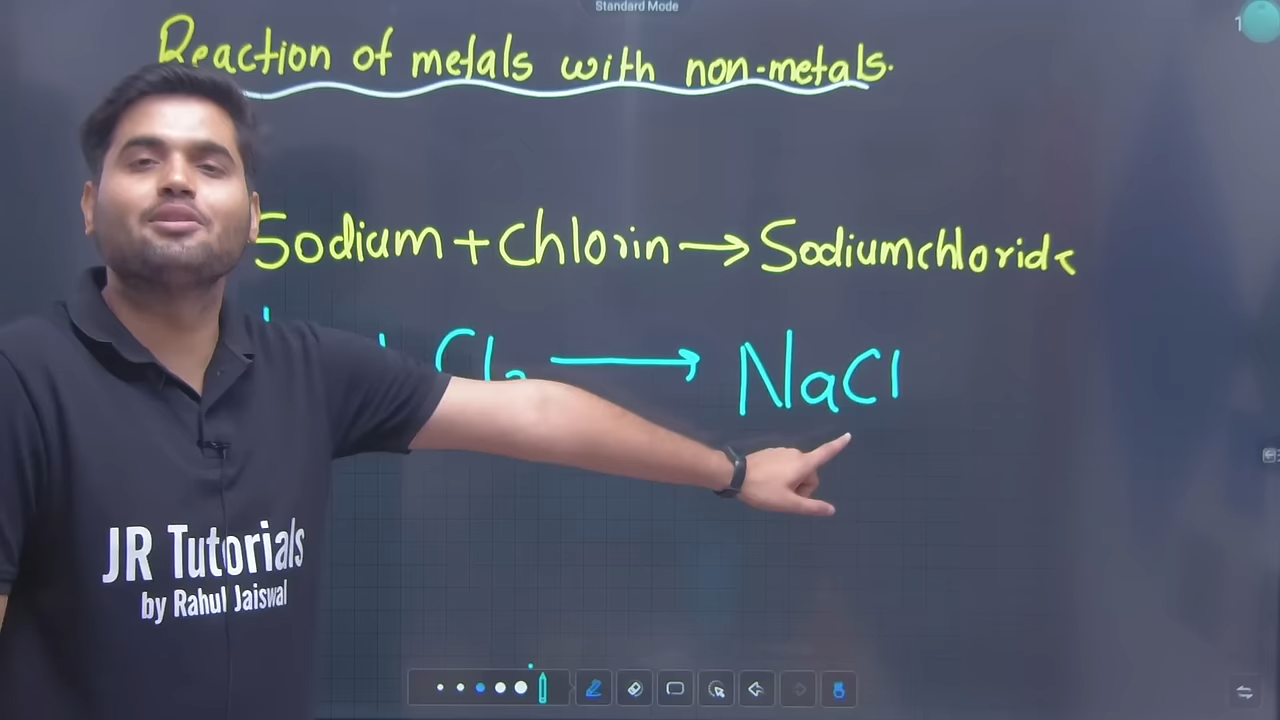 Standard Mode
Reaction of metals with non-metals.
Sodium + Chlorin → Sodiumchloride
Cl₂ → NaCl
JR Tutorials
by Rahul Jaiswal